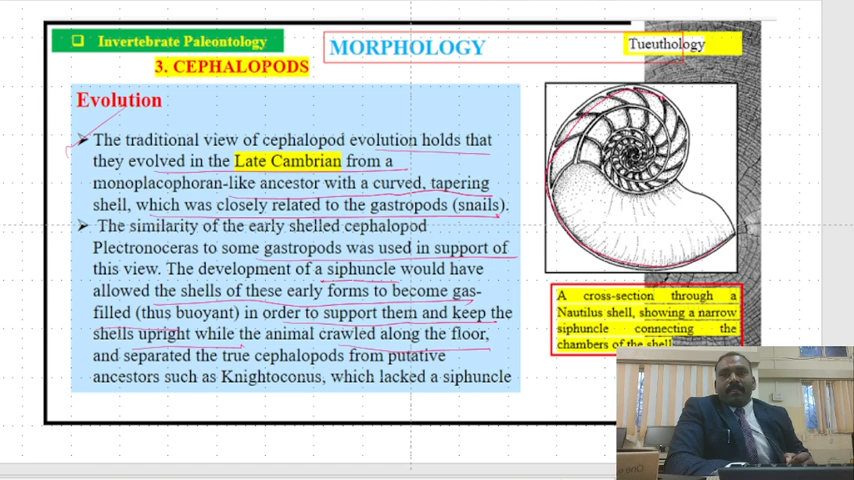 Invertebrate Paleontology
MORPHOLOGY
Tueuthology
3. CEPHALOPODS
Evolution
The traditional view of cephalopod evolution holds that
they evolved in the Late Cambrian from a
monoplacophoran-like ancestor with a curved, tapering
shell, which was closely related to the gastropods (snails).
The similarity of the early shelled cephalopod
Plectronoceras to some gastropods was used in support of
this view. The development of a siphuncle would have
allowed the shells of these early forms to become gas-
filled (thus buoyant) in order to support them and keep the
shells upright while the animal crawled along the floor,
and separated the true cephalopods from putative
ancestors such as Knightoconus, which lacked a siphuncle
A cross-section through a
Nautilus shell, showing a narrow
siphuncle connecting the
chambers of the shell